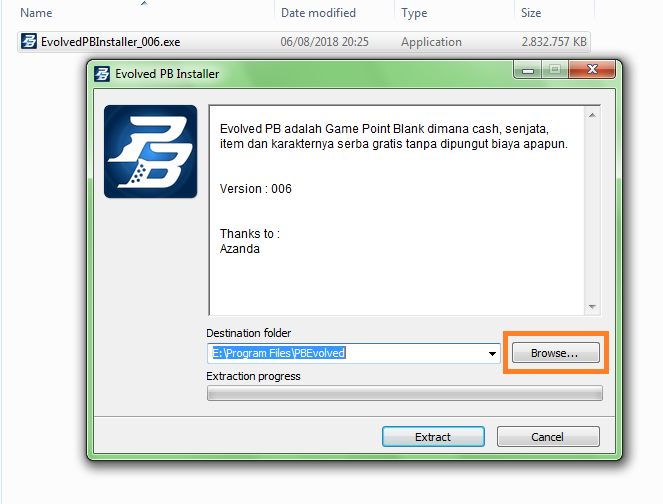 Name Date modified Type Size
EvolvedPBInstaller_006.exe 06/08/2018 20:25 Application 2.832.757 KB
Evolved PB Installer
PB
Evolved PB adalah Game Point Blank dimana cash, senjata,
item dan karakternya serba gratis tanpa dipungut biaya apapun.
Version : 006
Thanks to :
Azanda
Destination folder
E:\Program Files\PBEvolved Browse...
Extraction progress
Extract Cancel